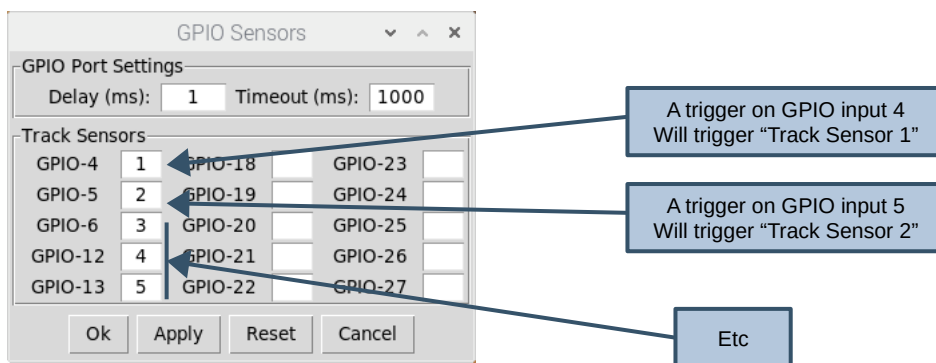 GPIO Sensors
GPIO Port Settings
Delay (ms): 1 Timeout (ms): 1000
Track Sensors
GPIO-4 1 GPIO-18 GPIO-23
GPIO-5 2 GPIO-19 GPIO-24
GPIO-6 3 GPIO-20 GPIO-25
GPIO-12 4 GPIO-21 GPIO-26
GPIO-13 5 GPIO-22 GPIO-27
Ok Apply Reset Cancel
A trigger on GPIO input 4
Will trigger “Track Sensor 1”
A trigger on GPIO input 5
Will trigger “Track Sensor 2”
Etc